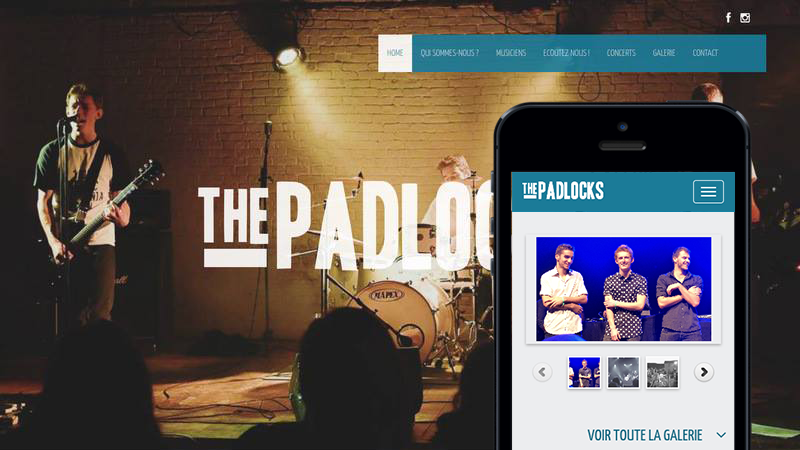 HOME QUI SOMMES-NOUS ? MUSICIENS ECOUTEZ-NOUS ! CONCERTS GALERIE CONTACT
THE PADLOC
MAPEX
THE PADLOCKS
VOIR TOUTE LA GALERIE